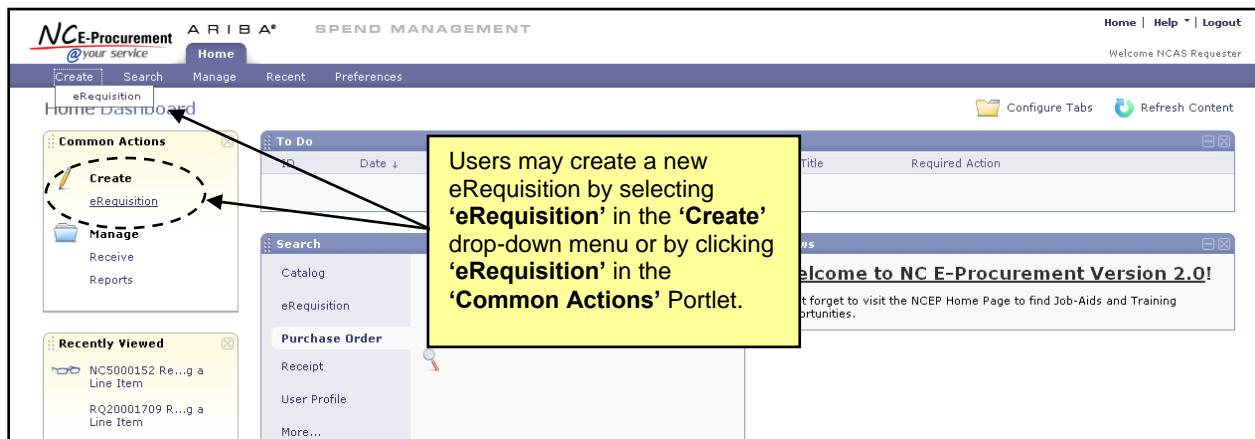 NCE-Procurement
@your service
ARIBA® SPEND MANAGEMENT
Home | Help | Logout
Home
Welcome NCAS Requester
Create Search Manage Recent Preferences
eRequisition
Home Dashboard
Configure Tabs Refresh Content
Common Actions
Create
eRequisition
Manage
Receive
Reports
Recently Viewed
NC5000152 Re...g a
Line Item
RQ20001709 R...g a
Line Item
To Do
ID Date ↓ Title Required Action
Search
Catalog
eRequisition
Purchase Order
Receipt
User Profile
More...
Users may create a new
eRequisition by selecting
‘eRequisition’ in the ‘Create’
drop-down menu or by clicking
‘eRequisition’ in the
‘Common Actions’ Portlet.
elcome to NC E-Procurement Version 2.0!
t forget to visit the NCEP Home Page to find Job-Aids and Training
ortunities.